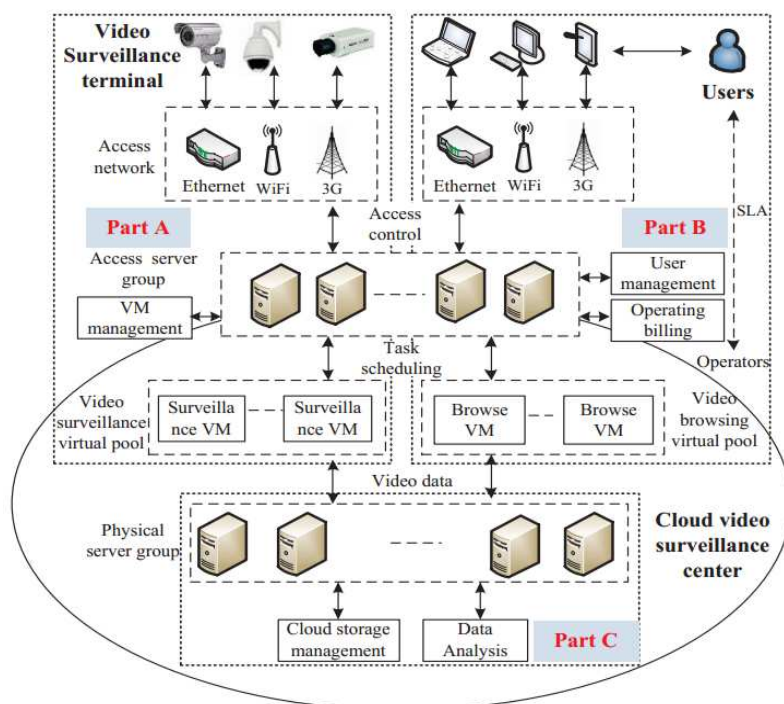 Video
Surveillance
terminal
Users
Access
network
Ethernet
WiFi
3G
Ethernet
WiFi
3G
SLA
Part A
Access
control
Part B
Access server
group
User
management
VM
management
Operating
billing
Task
scheduling
Operators
Video
surveillance
virtual pool
Surveilla
nce VM
Surveilla
nce VM
Browse
VM
Browse
VM
Video
browsing
virtual pool
Video data
Physical
server group
Cloud video
surveillance
center
Cloud storage
management
Data
Analysis
Part C